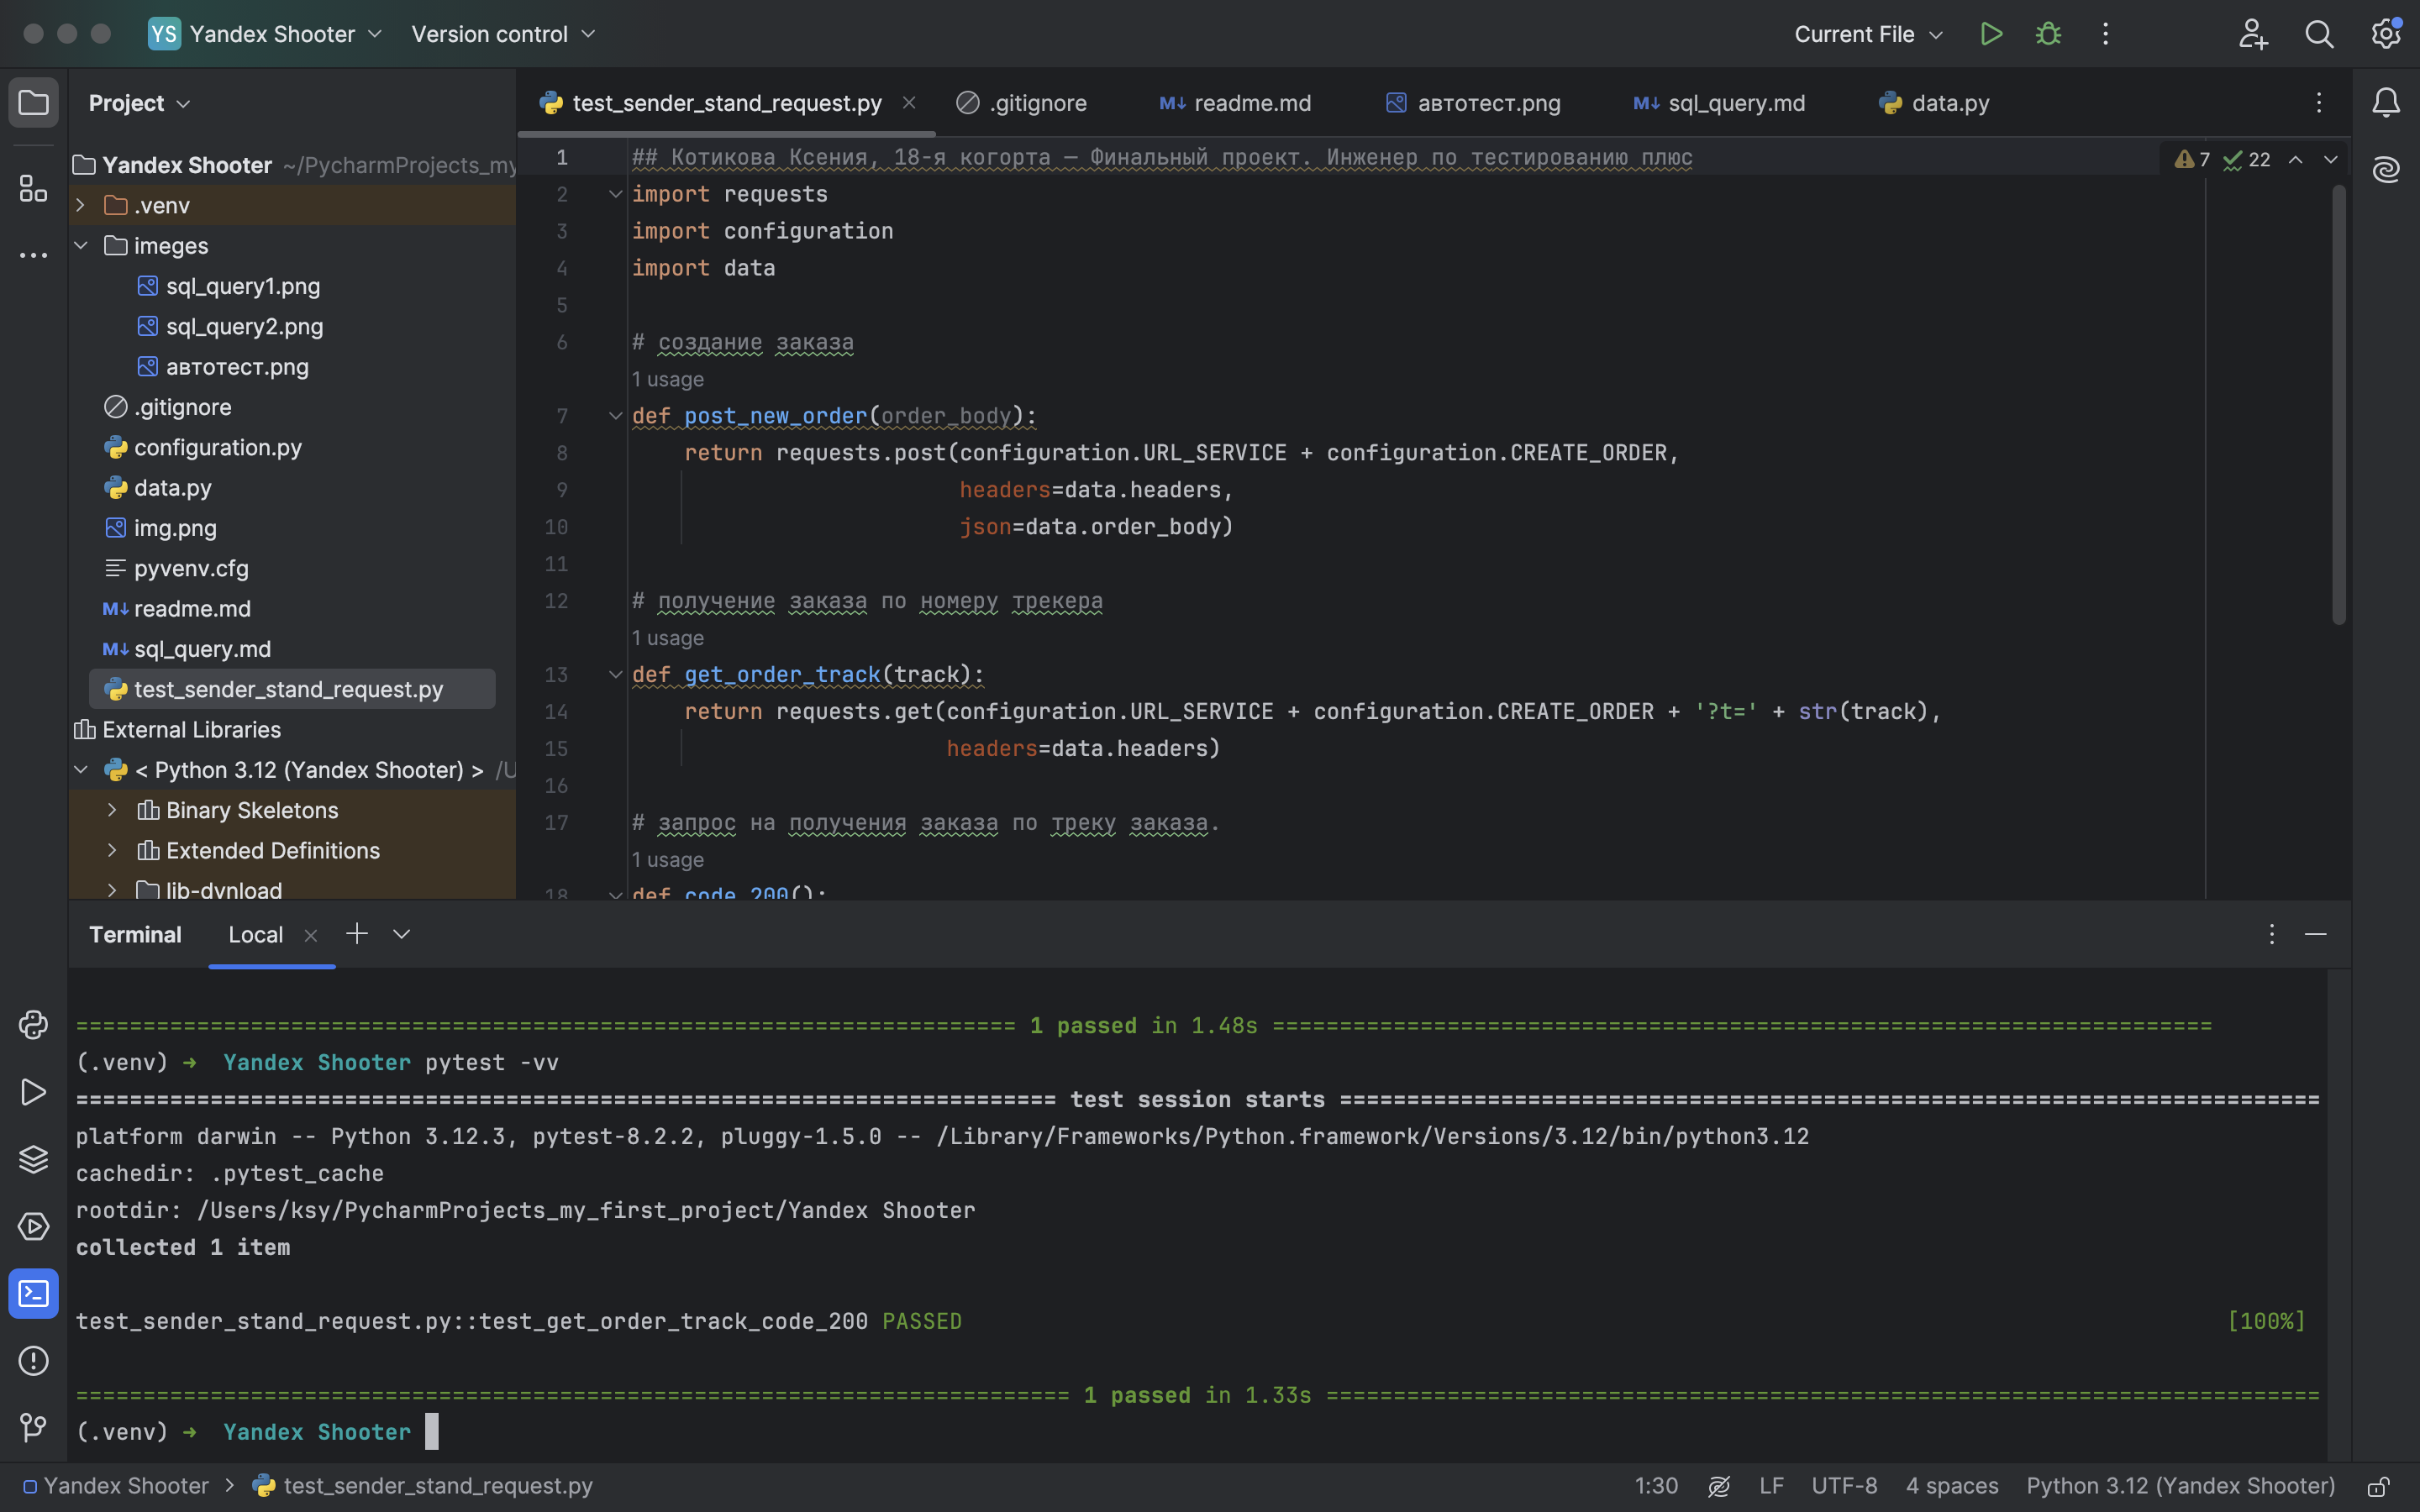 YS Yandex Shooter Version control Current File
Project
test_sender_stand_request.py .gitignore M↓ readme.md автотест.png M↓ sql_query.md data.py
Yandex Shooter ~/PycharmProjects_my
.venv
imeges
sql_query1.png
sql_query2.png
автотест.png
.gitignore
configuration.py
data.py
img.png
pyvenv.cfg
M↓ readme.md
M↓ sql_query.md
test_sender_stand_request.py
External Libraries
< Python 3.12 (Yandex Shooter) > /U
Binary Skeletons
Extended Definitions
lib-dynload
7 22
1 ## Котикова Ксения, 18-я когорта — Финальный проект. Инженер по тестированию плюс
2 import requests
3 import configuration
4 import data
5
6 # создание заказа
1 usage
7 def post_new_order(order_body):
8 return requests.post(configuration.URL_SERVICE + configuration.CREATE_ORDER,
9 headers=data.headers,
10 json=data.order_body)
11
12 # получение заказа по номеру трекера
1 usage
13 def get_order_track(track):
14 return requests.get(configuration.URL_SERVICE + configuration.CREATE_ORDER + '?t=' + str(track),
15 headers=data.headers)
16
17 # запрос на получения заказа по треку заказа.
1 usage
18 def code_200():
Terminal Local
======================================================================= 1 passed in 1.48s =======================================================================
(.venv) ➜ Yandex Shooter pytest -vv
========================================================================== test session starts ==========================================================================
platform darwin -- Python 3.12.3, pytest-8.2.2, pluggy-1.5.0 -- /Library/Frameworks/Python.framework/Versions/3.12/bin/python3.12
cachedir: .pytest_cache
rootdir: /Users/ksy/PycharmProjects_my_first_project/Yandex Shooter
collected 1 item
test_sender_stand_request.py::test_get_order_track_code_200 PASSED [100%]
=========================================================================== 1 passed in 1.33s ===========================================================================
(.venv) ➜ Yandex Shooter
Yandex Shooter > test_sender_stand_request.py 1:30 LF UTF-8 4 spaces Python 3.12 (Yandex Shooter)